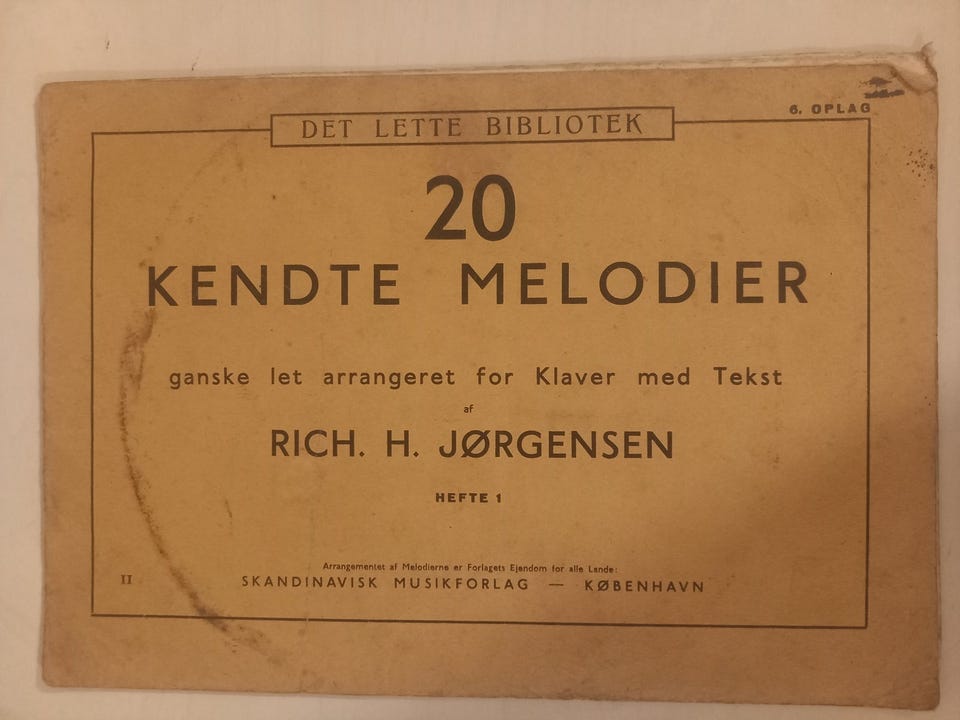 6. OPLAG
DET LETTE BIBLIOTEK
20
KENDTE MELODIER
ganske let arrangeret for Klaver med Tekst
af
RICH. H. JØRGENSEN
HEFTE 1
Arrangementet af Melodierne er Forlagets Ejendom for alle Lande:
II
SKANDINAVISK MUSIKFORLAG — KØBENHAVN